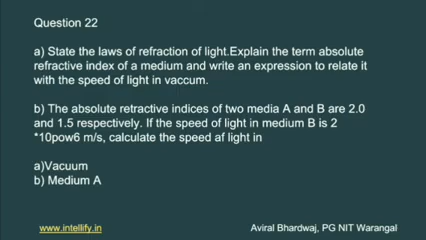 Question 22
a) State the laws of refraction of light.Explain the term absolute
refractive index of a medium and write an expression to relate it
with the speed of light in vaccum.
b) The absolute retractive indices of two media A and B are 2.0
and 1.5 respectively. If the speed of light in medium B is 2
*10pow6 m/s, calculate the speed af light in
a)Vacuum
b) Medium A
www.intellify.in
Aviral Bhardwaj, PG NIT Warangal